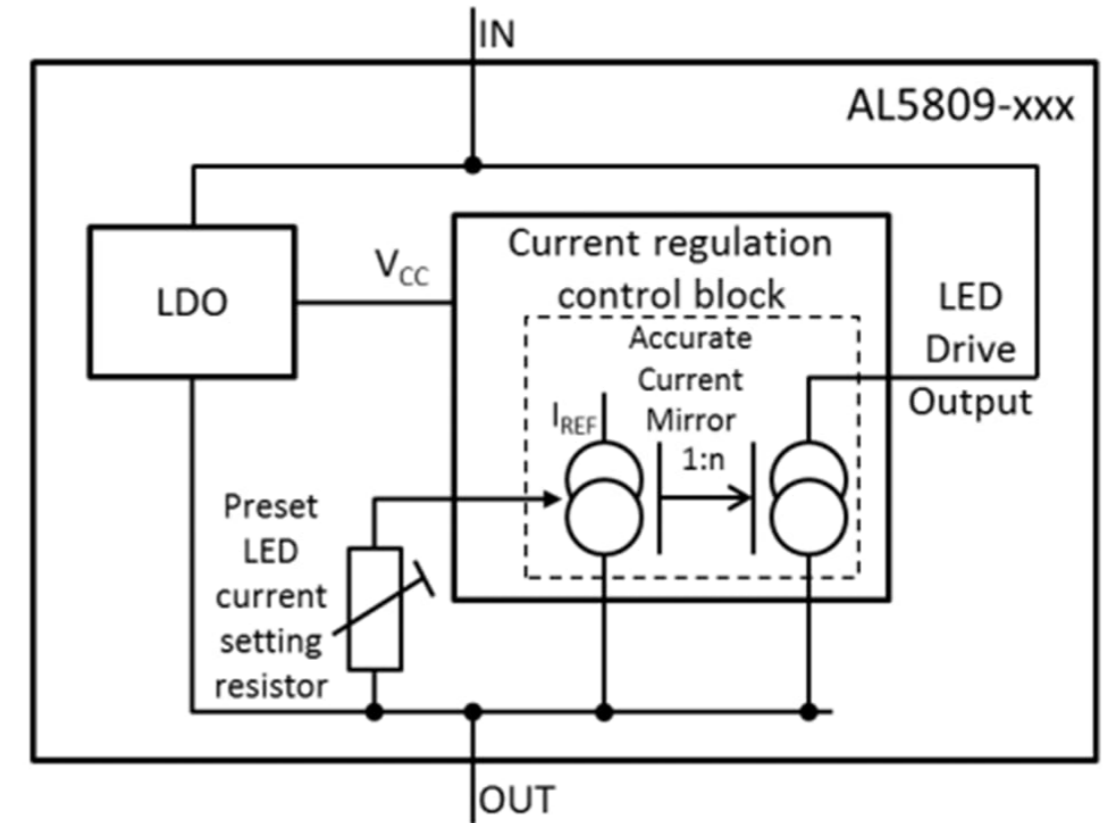 IN
AL5809-xxx
LDO
VCC
Current regulation
control block
Accurate
Current
Mirror
1:n
IREF
LED
Drive
Output
Preset
LED
current
setting
resistor
OUT